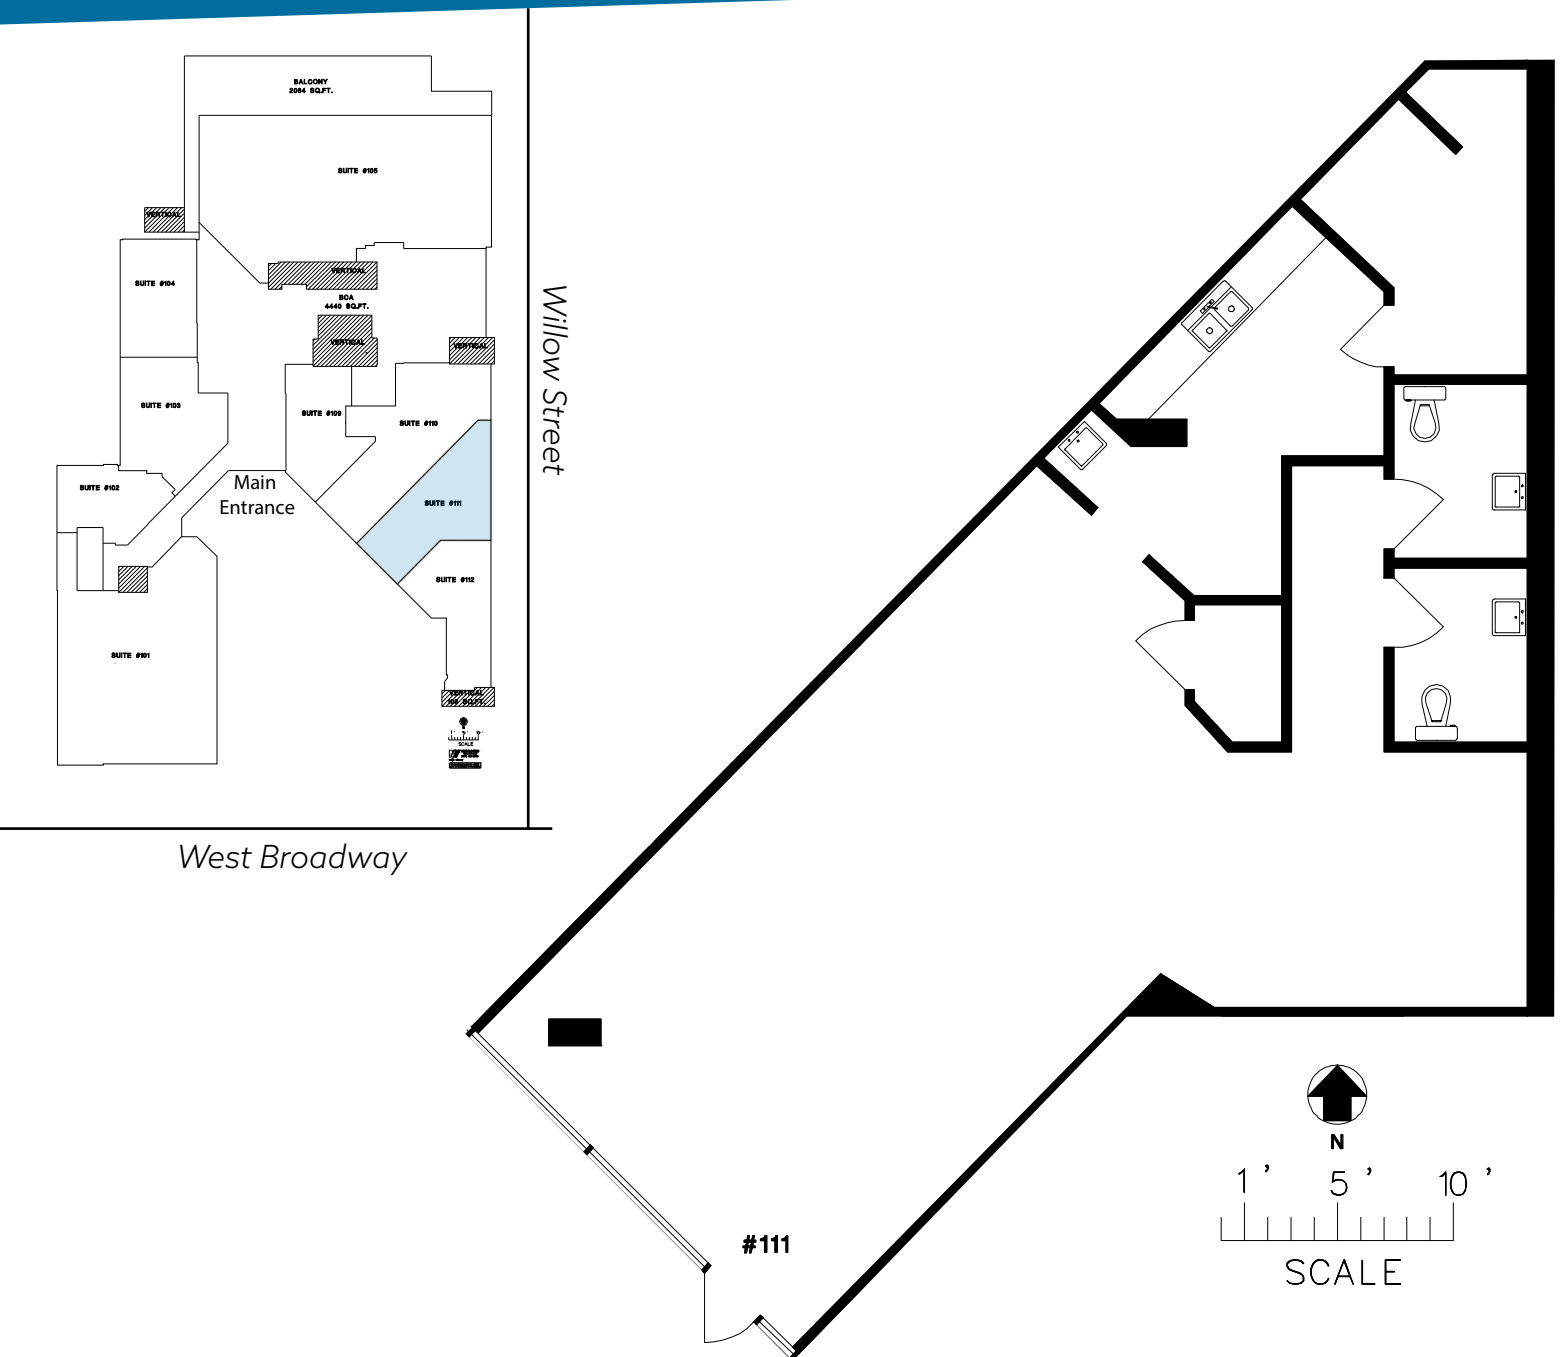 BALCONY
2064 SQ.FT.
SUITE #105
VERTICAL
VERTICAL
SUITE #104
BOA
4440 SQ.FT.
VERTICAL
VERTICAL
SUITE #103
SUITE #109
SUITE #110
SUITE #102
Main
Entrance
SUITE #111
SUITE #112
SUITE #101
VERTICAL
SCALE
Willow Street
West Broadway
#111
N
1' 5' 10'
SCALE